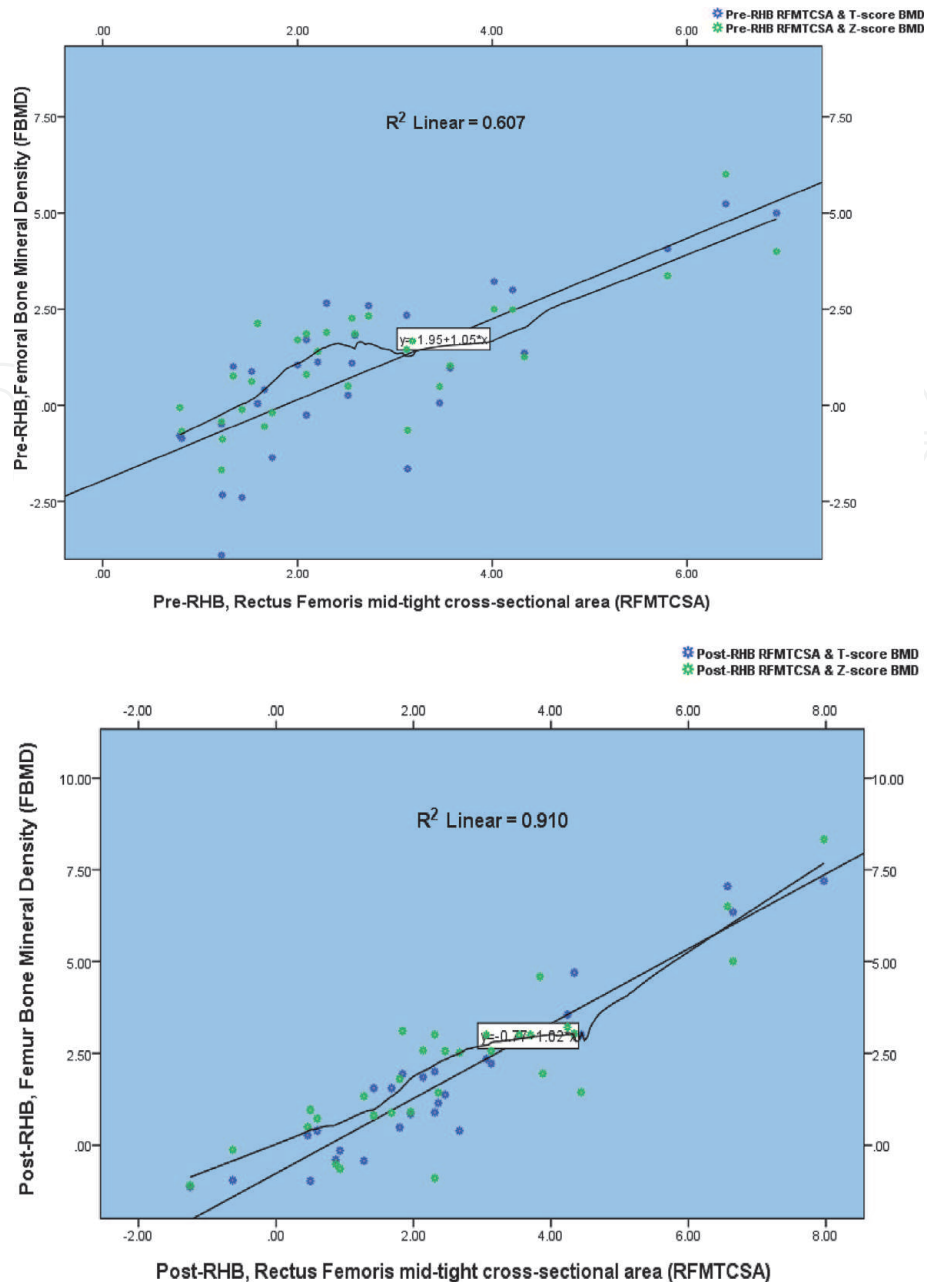 Pre-RHB RFMTCSA & T-score BMD
Pre-RHB RFMTCSA & Z-score BMD
.00 2.00 4.00 6.00
R² Linear = 0.607
7.50 7.50
5.00 5.00
2.50 2.50
.00 .00
-2.50 -2.50
Pre-RHB,Femoral Bone Mineral Density (FBMD)
.00 2.00 4.00 6.00
Pre-RHB, Rectus Femoris mid-tight cross-sectional area (RFMTCSA)
Post-RHB RFMTCSA & T-score BMD
Post-RHB RFMTCSA & Z-score BMD
-2.00 .00 2.00 4.00 6.00 8.00
R² Linear = 0.910
10.00 10.00
7.50 7.50
5.00 5.00
2.50 2.50
.00 .00
Post-RHB, Femur Bone Mineral Density (FBMD)
-2.00 .00 2.00 4.00 6.00 8.00
Post-RHB, Rectus Femoris mid-tight cross-sectional area (RFMTCSA)